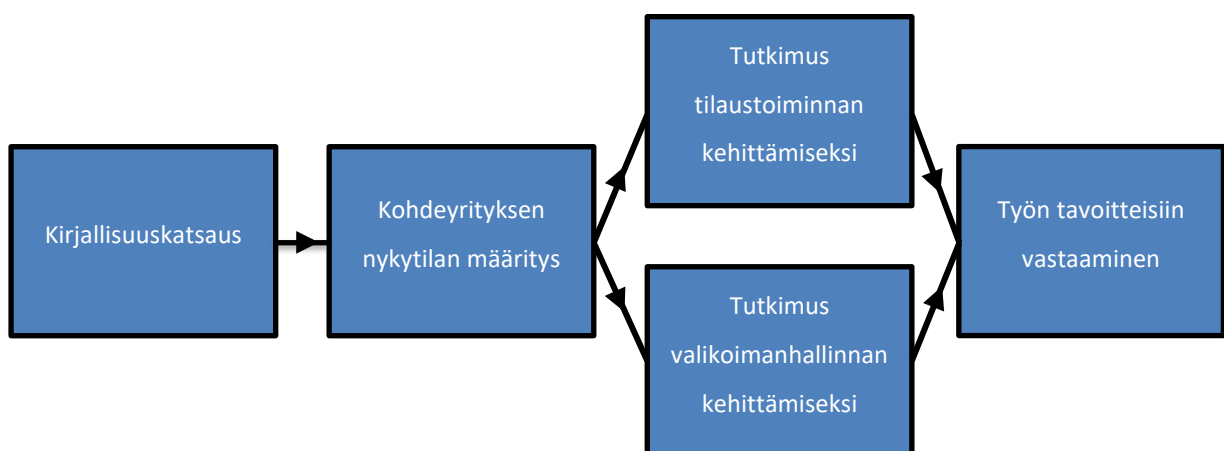 Kirjallisuuskatsaus
Kohdeyrityksen
nykytilan määritys
Tutkimus
tilaustoiminnan
kehittämiseksi
Tutkimus
valikoimanhallinnan
kehittämiseksi
Työn tavoitteisiin
vastaaminen